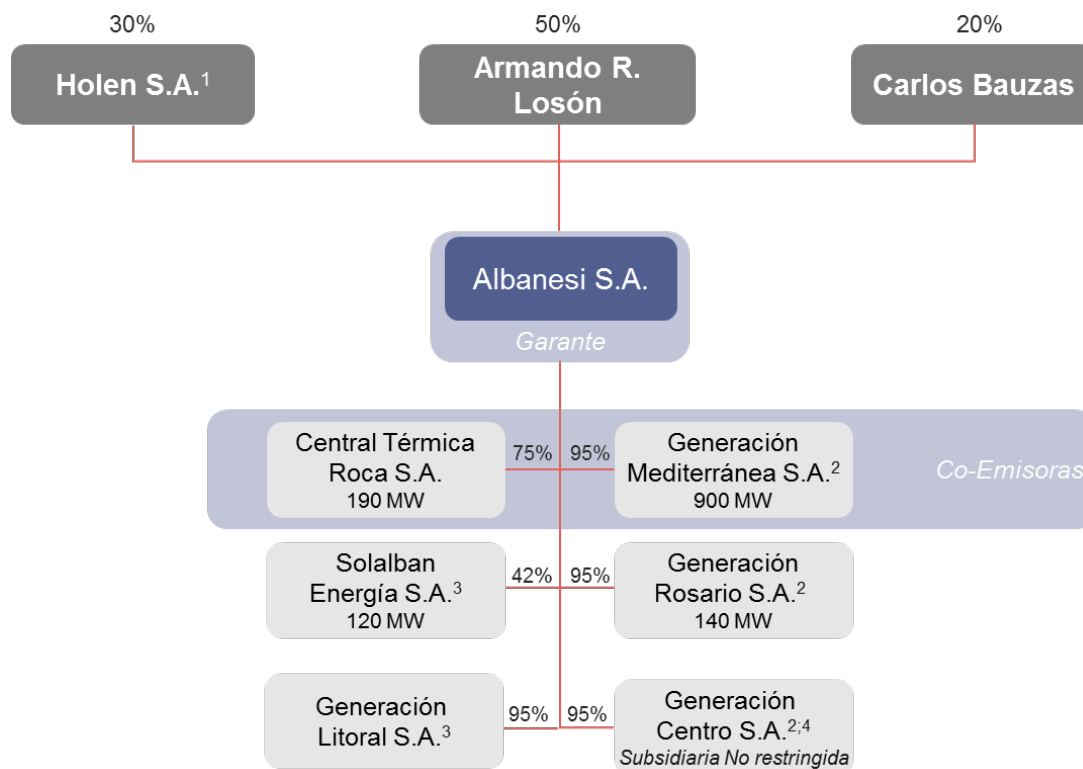 30%
50%
20%
Holen S.A.¹
Armando R.
Losón
Carlos Bauzas
Albanesi S.A.
Garante
Central Térmica
Roca S.A.
190 MW
75%
95%
Generación
Mediterránea S.A.²
900 MW
Co-Emisoras
Solalban
Energía S.A.³
120 MW
42%
95%
Generación
Rosario S.A.²
140 MW
Generación
Litoral S.A.³
95%
95%
Generación
Centro S.A.²;⁴
Subsidiaria No restringida